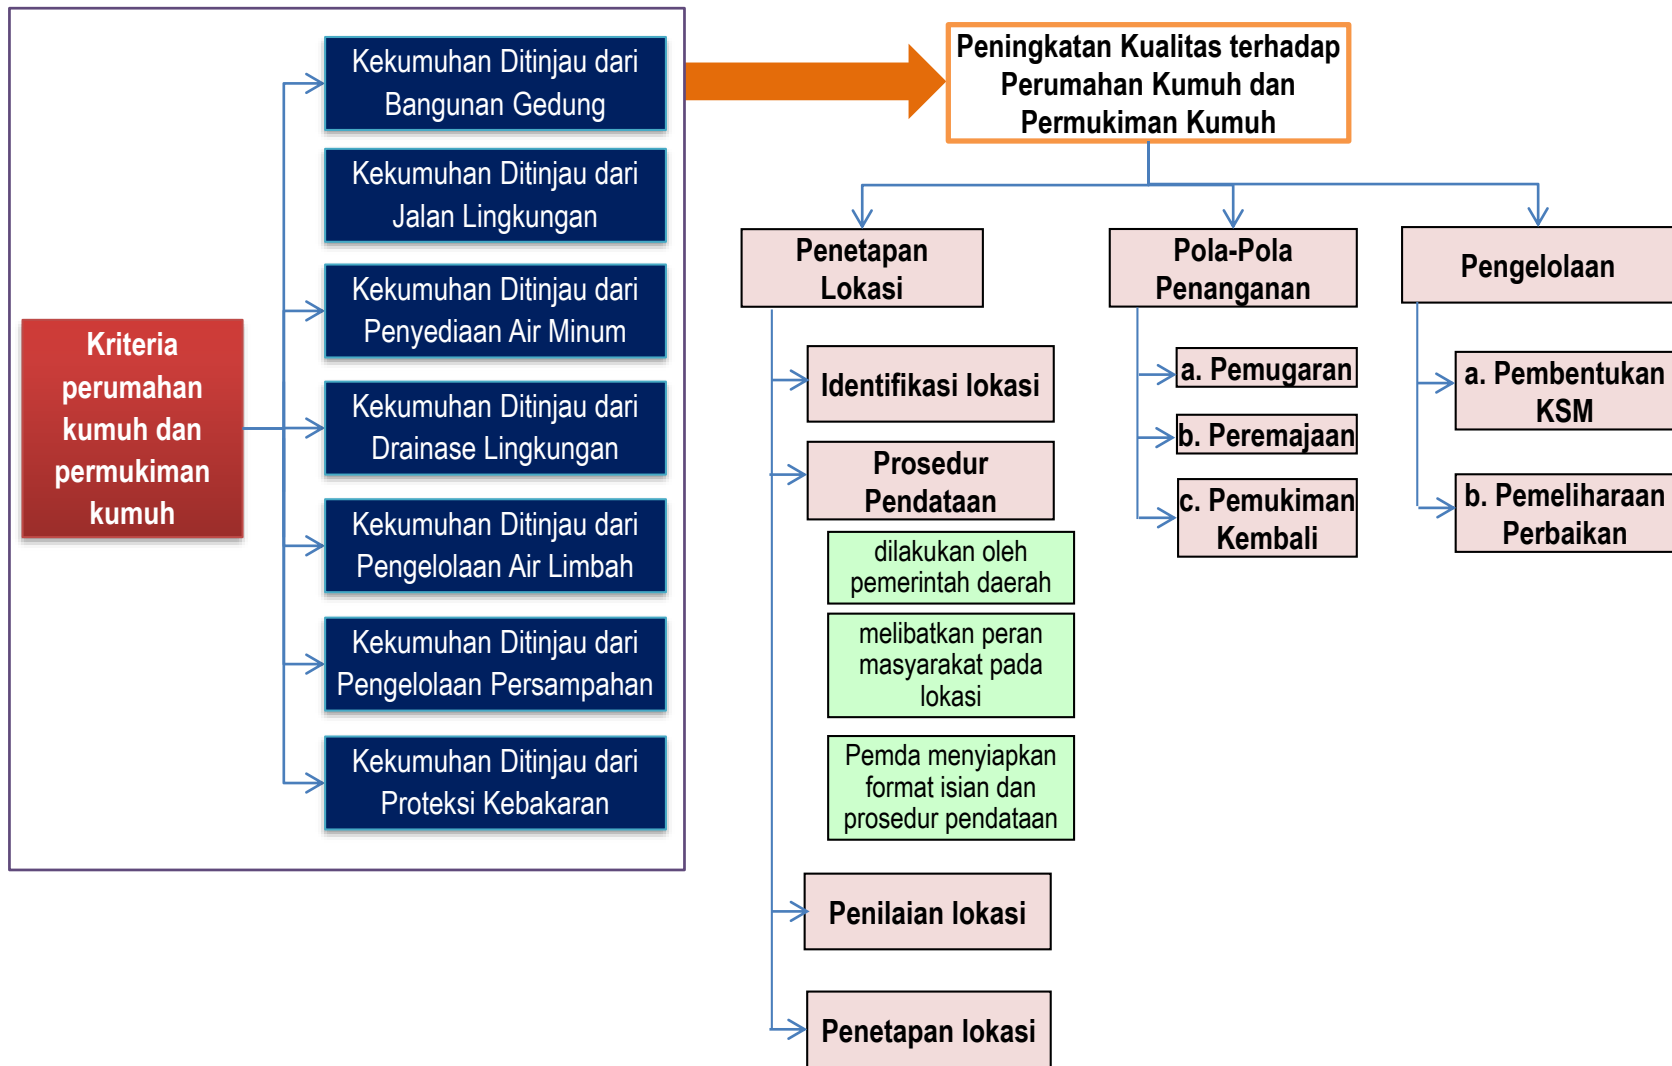 Kriteria
perumahan
kumuh dan
permukiman
kumuh
Kekumuhan Ditinjau dari
Bangunan Gedung
Kekumuhan Ditinjau dari
Jalan Lingkungan
Kekumuhan Ditinjau dari
Penyediaan Air Minum
Kekumuhan Ditinjau dari
Drainase Lingkungan
Kekumuhan Ditinjau dari
Pengelolaan Air Limbah
Kekumuhan Ditinjau dari
Pengelolaan Persampahan
Kekumuhan Ditinjau dari
Proteksi Kebakaran
Peningkatan Kualitas terhadap
Perumahan Kumuh dan
Permukiman Kumuh
Penetapan
Lokasi
Identifikasi lokasi
Prosedur
Pendataan
dilakukan oleh
pemerintah daerah
melibatkan peran
masyarakat pada
lokasi
Pemda menyiapkan
format isian dan
prosedur pendataan
Penilaian lokasi
Penetapan lokasi
Pola-Pola
Penanganan
a. Pemugaran
b. Peremajaan
c. Pemukiman
Kembali
Pengelolaan
a. Pembentukan
KSM
b. Pemeliharaan
Perbaikan